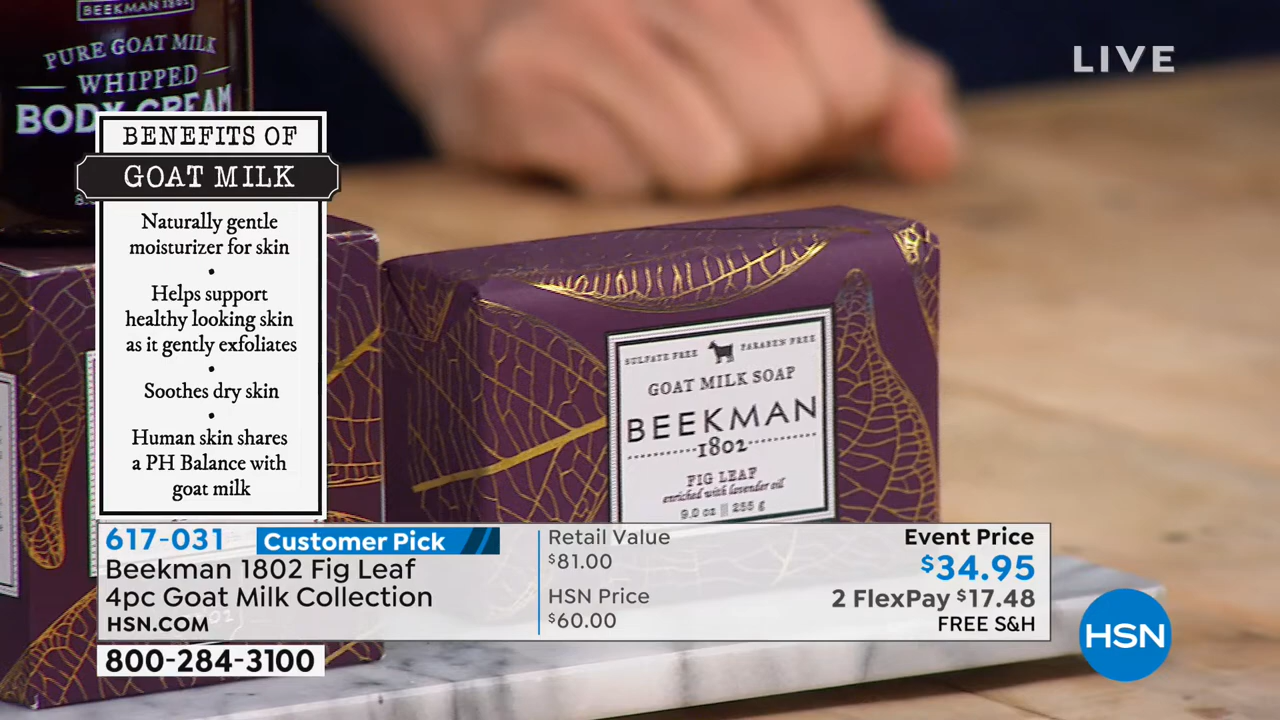 BEEKMAN 1802
PURE GOAT MILK
WHIPPED
BODY CREAM
LIVE
BENEFITS OF
GOAT MILK
Naturally gentle
moisturizer for skin
•
Helps support
healthy looking skin
as it gently exfoliates
•
Soothes dry skin
•
Human skin shares
a PH Balance with
goat milk
SULFATE FREE PARABEN FREE
GOAT MILK SOAP
BEEKMAN
1802
FIG LEAF
enriched with lavender oil
9.0 oz || 255 g
617-031 Customer Pick
Beekman 1802 Fig Leaf
4pc Goat Milk Collection
HSN.COM
Retail Value
$81.00
HSN Price
$60.00
Event Price
$34.95
2 FlexPay $17.48
FREE S&H
800-284-3100
HSN